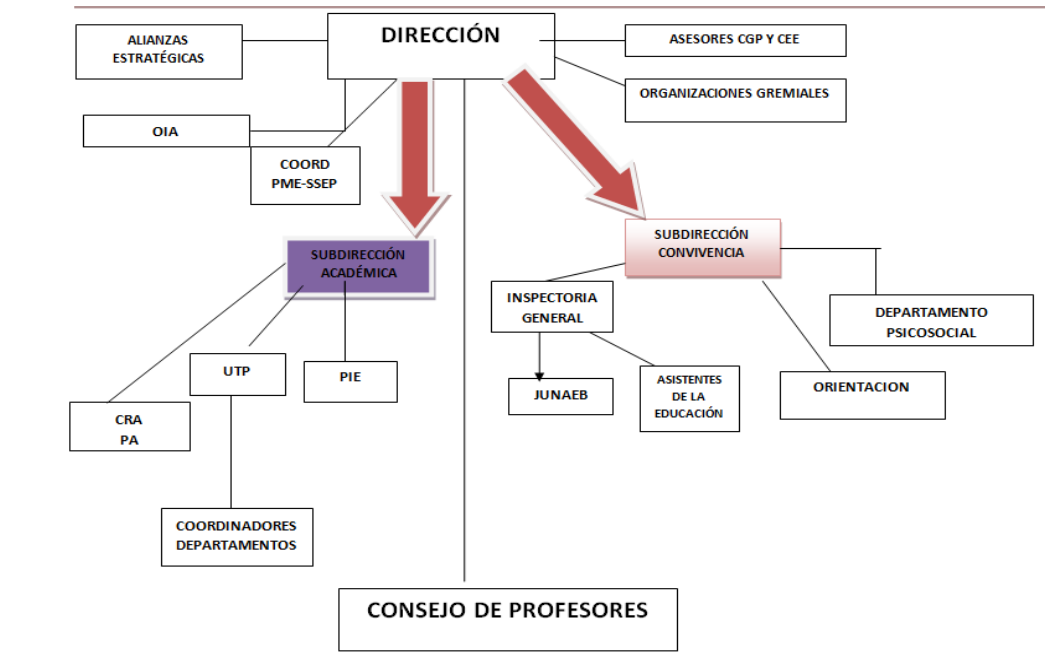 DIRECCIÓN
ALIANZAS
ESTRATÉGICAS
ASESORES CGP Y CEE
ORGANIZACIONES GREMIALES
OIA
COORD
PME-SSEP
SUBDIRECCIÓN
ACADÉMICA
SUBDIRECCIÓN
CONVIVENCIA
INSPECTORIA
GENERAL
DEPARTAMENTO
PSICOSOCIAL
UTP
PIE
JUNAEB
ASISTENTES
DE LA
EDUCACIÓN
ORIENTACION
CRA
PA
COORDINADORES
DEPARTAMENTOS
CONSEJO DE PROFESORES